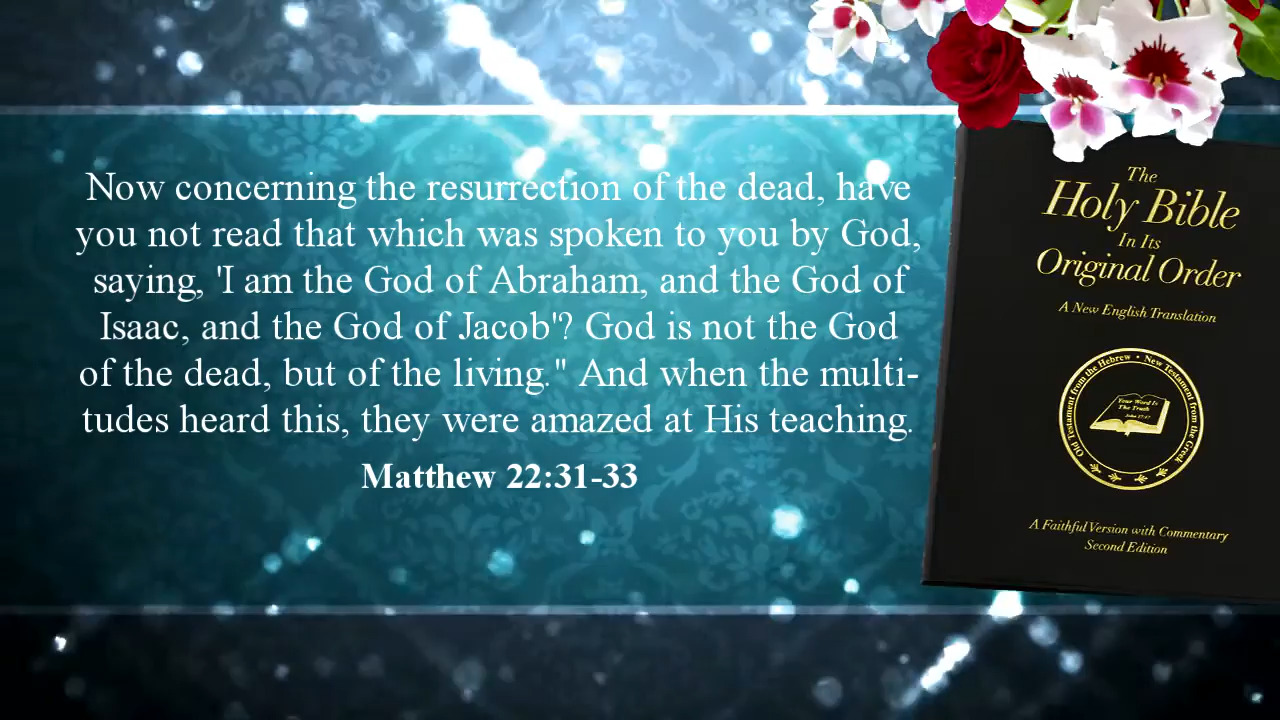 Now concerning the resurrection of the dead, have
you not read that which was spoken to you by God,
saying, 'I am the God of Abraham, and the God of
Isaac, and the God of Jacob'? God is not the God
of the dead, but of the living." And when the multi-
tudes heard this, they were amazed at His teaching.
Matthew 22:31-33
The
Holy Bible
In Its
Original Order
A New English Translation
Old Testament from the Hebrew • New Testament from the Greek
Your Word Is
The Truth
John 17:17
A Faithful Version with Commentary
Second Edition